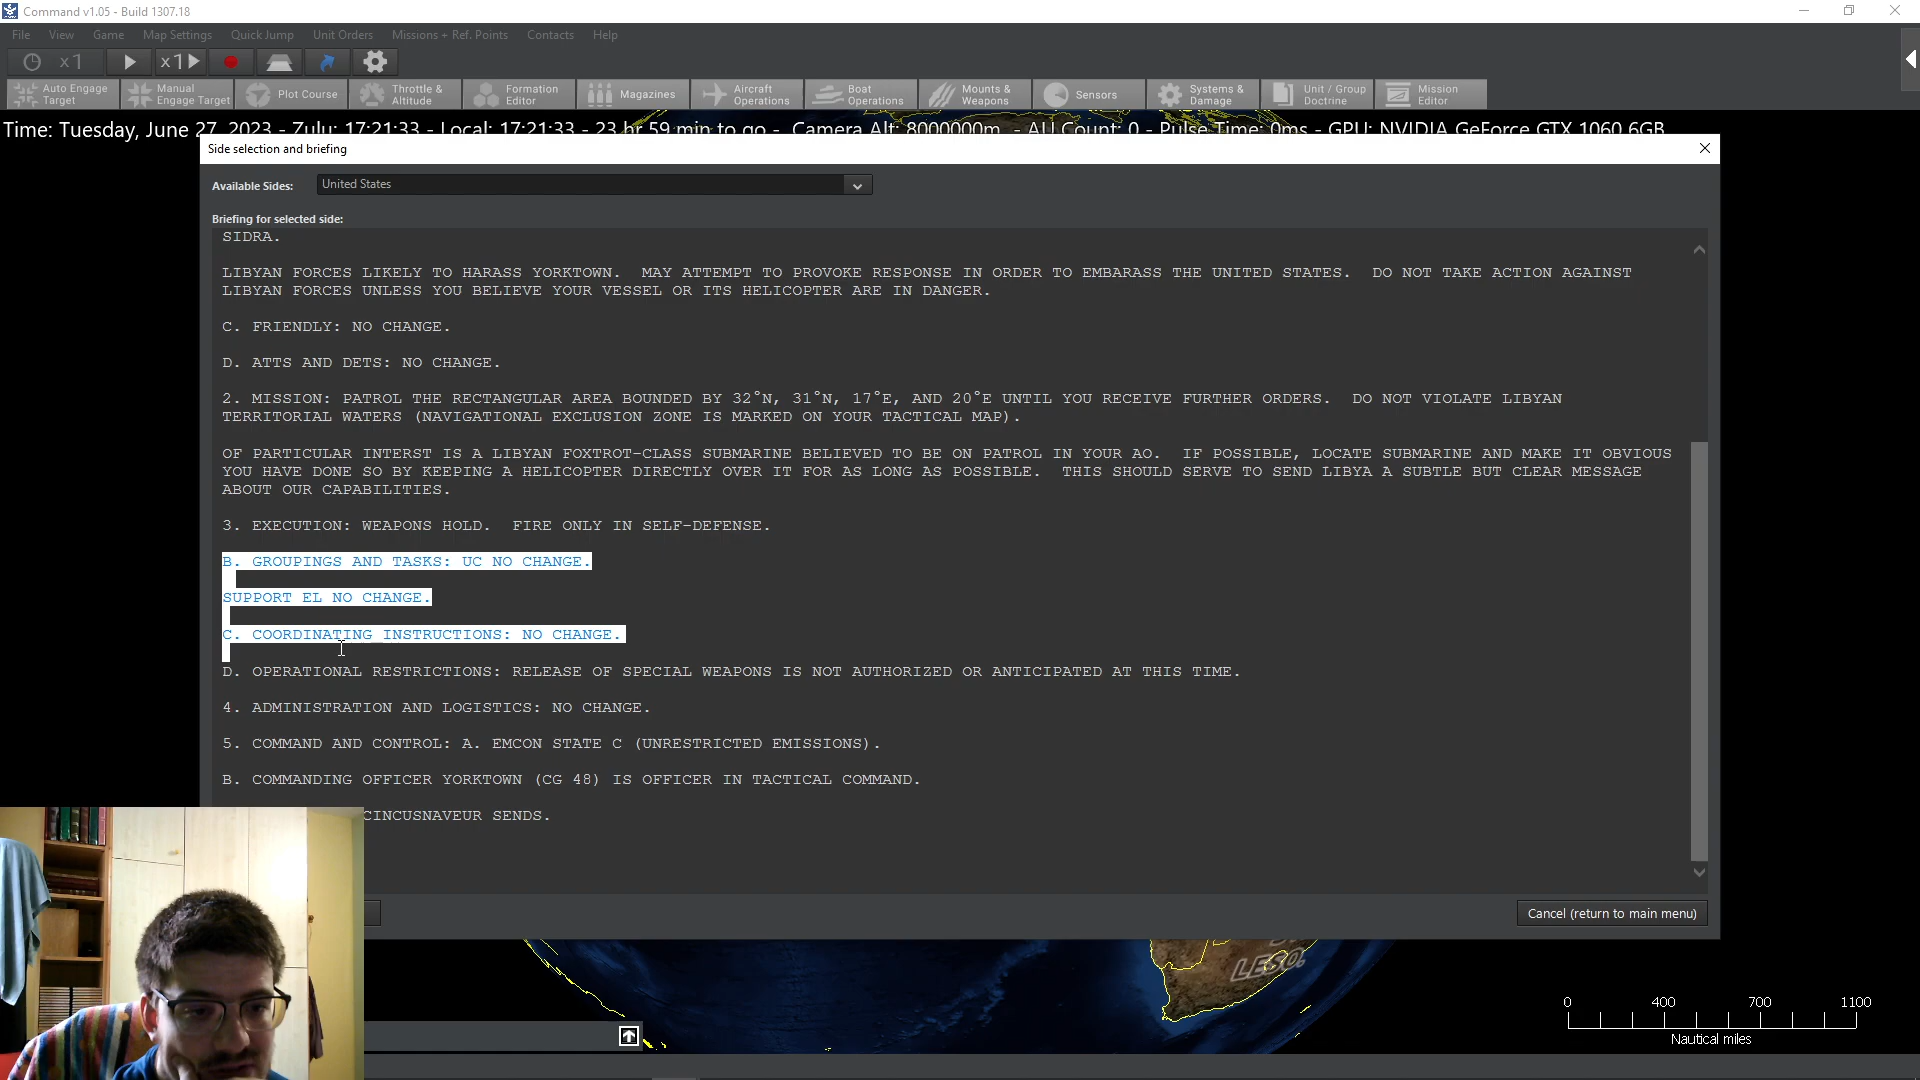 Command v1.05 - Build 1307.18
File View Game Map Settings Quick Jump Unit Orders Missions + Ref. Points Contacts Help
x1 x1
Auto Engage Target Manual Engage Target Plot Course Throttle & Altitude Formation Editor Magazines Aircraft Operations Boat Operations Mounts & Weapons Sensors Systems & Damage Unit / Group Doctrine Mission Editor
Time: Tuesday, June 27, 2023 - Zulu: 17:21:33 - Local: 17:21:33 - 23 hr 59 min to go - Camera Alt: 8000000m - AU Count: 0 - Pulse Time: 0ms - GPU: NVIDIA GeForce GTX 1060 6GB
Side selection and briefing
Available Sides: United States
Briefing for selected side:
SIDRA.
LIBYAN FORCES LIKELY TO HARASS YORKTOWN. MAY ATTEMPT TO PROVOKE RESPONSE IN ORDER TO EMBARASS THE UNITED STATES. DO NOT TAKE ACTION AGAINST
LIBYAN FORCES UNLESS YOU BELIEVE YOUR VESSEL OR ITS HELICOPTER ARE IN DANGER.
C. FRIENDLY: NO CHANGE.
D. ATTS AND DETS: NO CHANGE.
2. MISSION: PATROL THE RECTANGULAR AREA BOUNDED BY 32°N, 31°N, 17°E, AND 20°E UNTIL YOU RECEIVE FURTHER ORDERS. DO NOT VIOLATE LIBYAN
TERRITORIAL WATERS (NAVIGATIONAL EXCLUSION ZONE IS MARKED ON YOUR TACTICAL MAP).
OF PARTICULAR INTERST IS A LIBYAN FOXTROT-CLASS SUBMARINE BELIEVED TO BE ON PATROL IN YOUR AO. IF POSSIBLE, LOCATE SUBMARINE AND MAKE IT OBVIOUS
YOU HAVE DONE SO BY KEEPING A HELICOPTER DIRECTLY OVER IT FOR AS LONG AS POSSIBLE. THIS SHOULD SERVE TO SEND LIBYA A SUBTLE BUT CLEAR MESSAGE
ABOUT OUR CAPABILITIES.
3. EXECUTION: WEAPONS HOLD. FIRE ONLY IN SELF-DEFENSE.
B. GROUPINGS AND TASKS: UC NO CHANGE.
SUPPORT EL NO CHANGE.
C. COORDINATING INSTRUCTIONS: NO CHANGE.
D. OPERATIONAL RESTRICTIONS: RELEASE OF SPECIAL WEAPONS IS NOT AUTHORIZED OR ANTICIPATED AT THIS TIME.
4. ADMINISTRATION AND LOGISTICS: NO CHANGE.
5. COMMAND AND CONTROL: A. EMCON STATE C (UNRESTRICTED EMISSIONS).
B. COMMANDING OFFICER YORKTOWN (CG 48) IS OFFICER IN TACTICAL COMMAND.
CINCUSNAVEUR SENDS.
Cancel (return to main menu)
LESO.
0 400 700 1100
Nautical miles